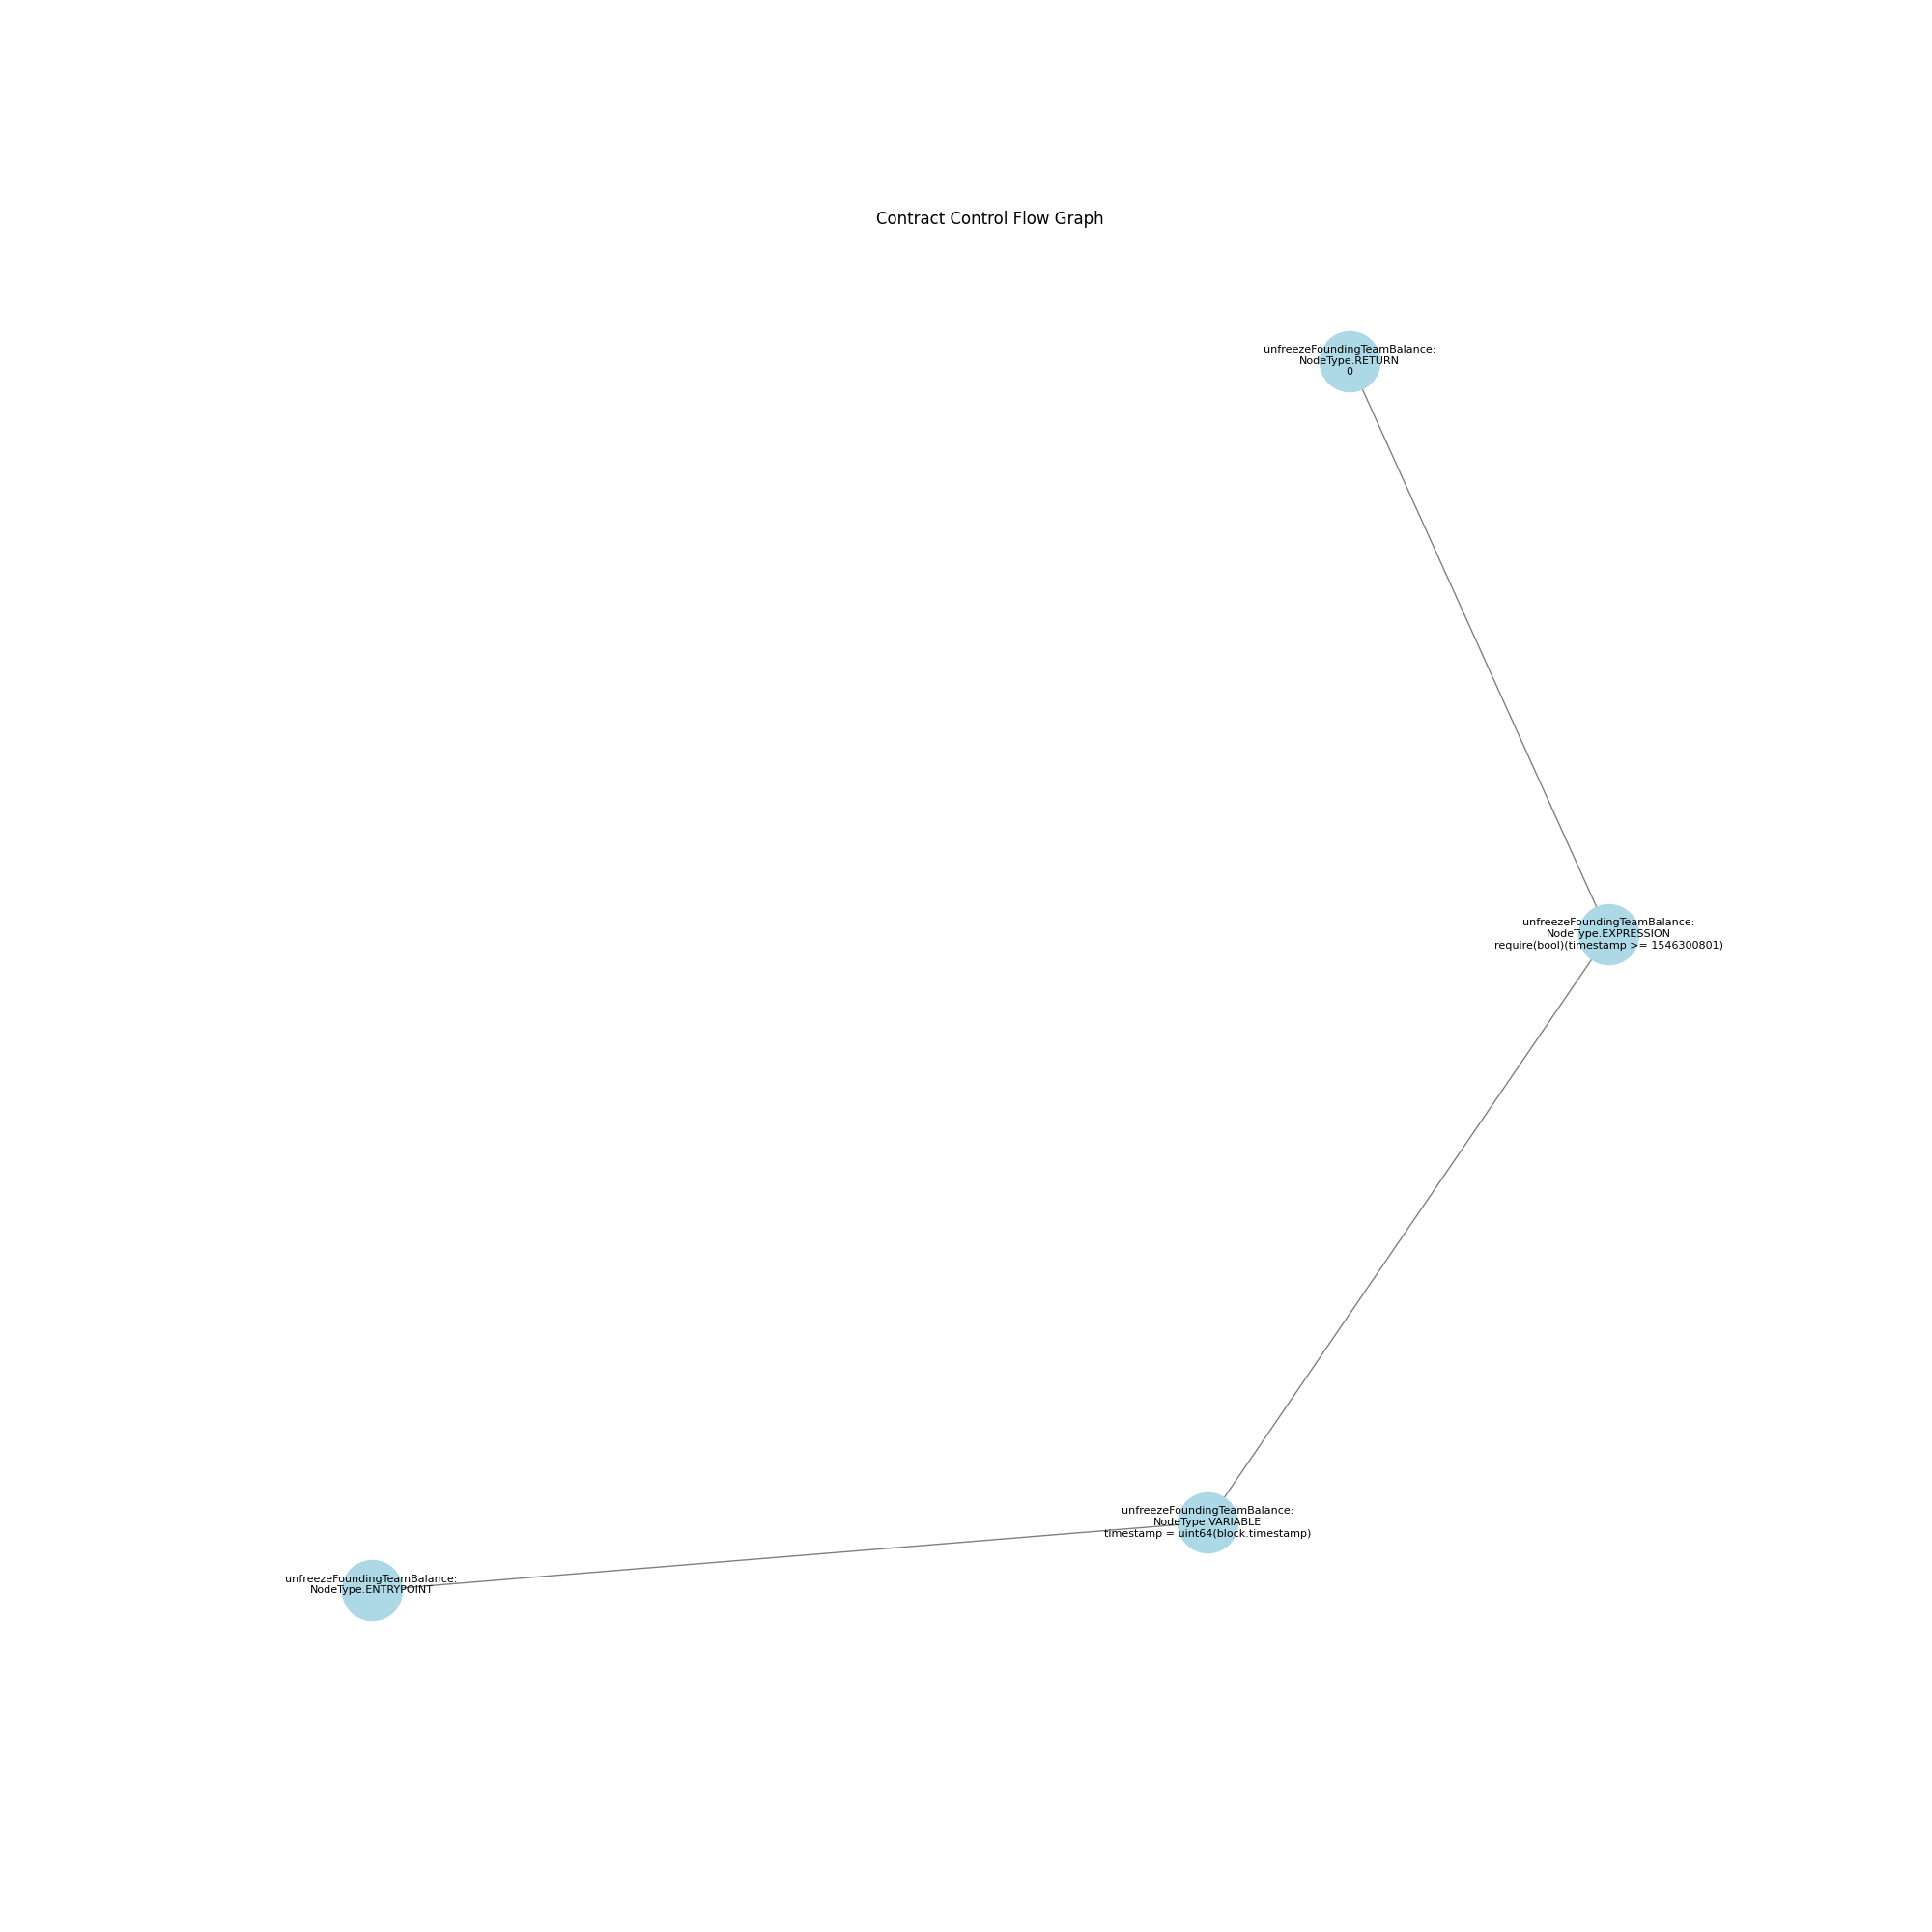 Contract Control Flow Graph
unfreezeFoundingTeamBalance:
NodeType.RETURN
0
unfreezeFoundingTeamBalance:
NodeType.EXPRESSION
require(bool)(timestamp >= 1546300801)
unfreezeFoundingTeamBalance:
NodeType.VARIABLE
timestamp = uint64(block.timestamp)
unfreezeFoundingTeamBalance:
NodeType.ENTRYPOINT